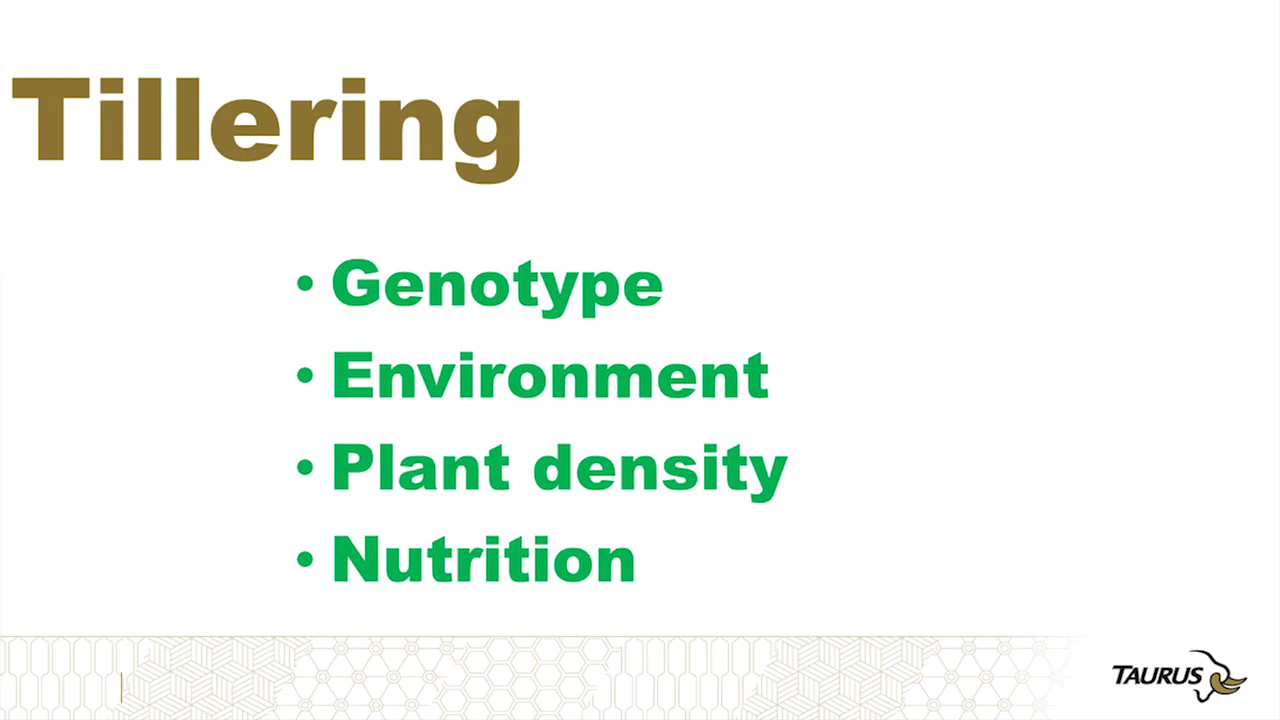 Tillering
• Genotype
• Environment
• Plant density
• Nutrition
TAURUS